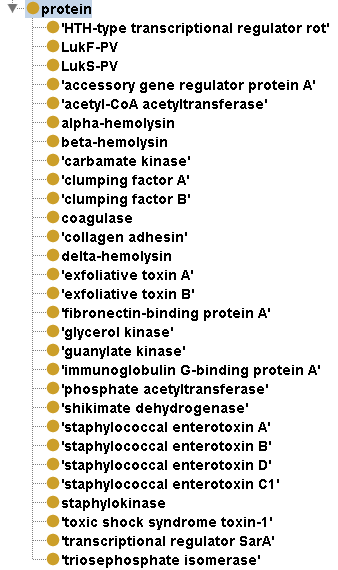 protein
'HTH-type transcriptional regulator rot'
LukF-PV
LukS-PV
'accessory gene regulator protein A'
'acetyl-CoA acetyltransferase'
alpha-hemolysin
beta-hemolysin
'carbamate kinase'
'clumping factor A'
'clumping factor B'
coagulase
'collagen adhesin'
delta-hemolysin
'exfoliative toxin A'
'exfoliative toxin B'
'fibronectin-binding protein A'
'glycerol kinase'
'guanylate kinase'
'immunoglobulin G-binding protein A'
'phosphate acetyltransferase'
'shikimate dehydrogenase'
'staphylococcal enterotoxin A'
'staphylococcal enterotoxin B'
'staphylococcal enterotoxin D'
'staphylococcal enterotoxin C1'
staphylokinase
'toxic shock syndrome toxin-1'
'transcriptional regulator SarA'
'triosephosphate isomerase'